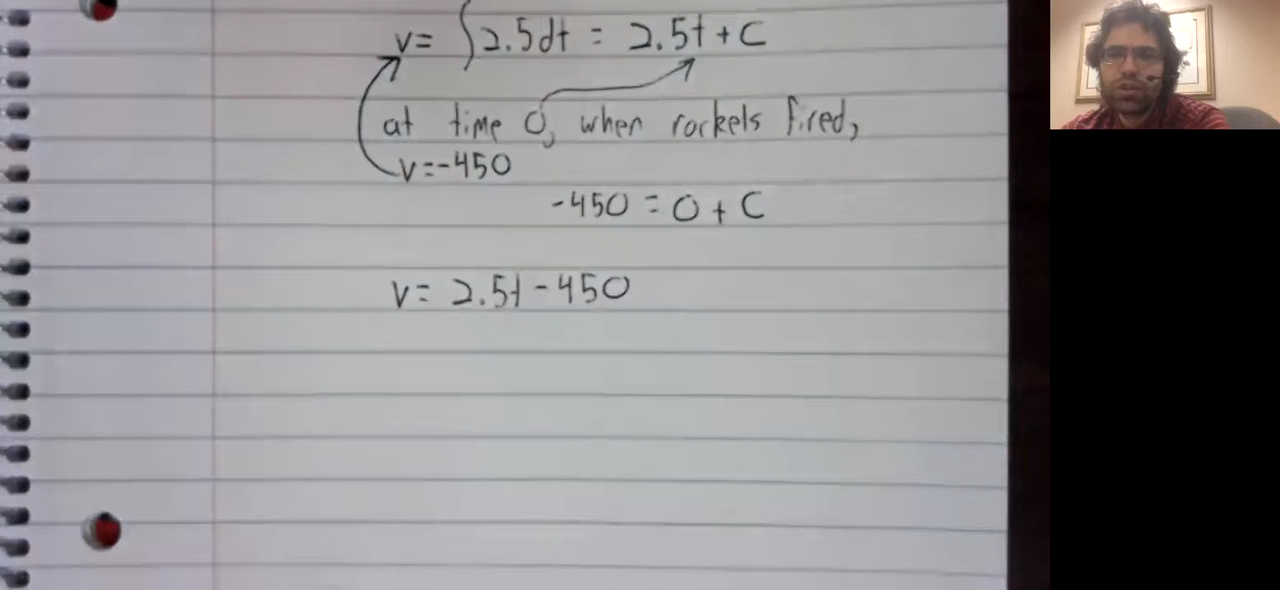 v = ∫2.5dt = 2.5t + C
at time 0, when rockets fired,
v=-450
-450 = 0 + C
v= 2.5t - 450